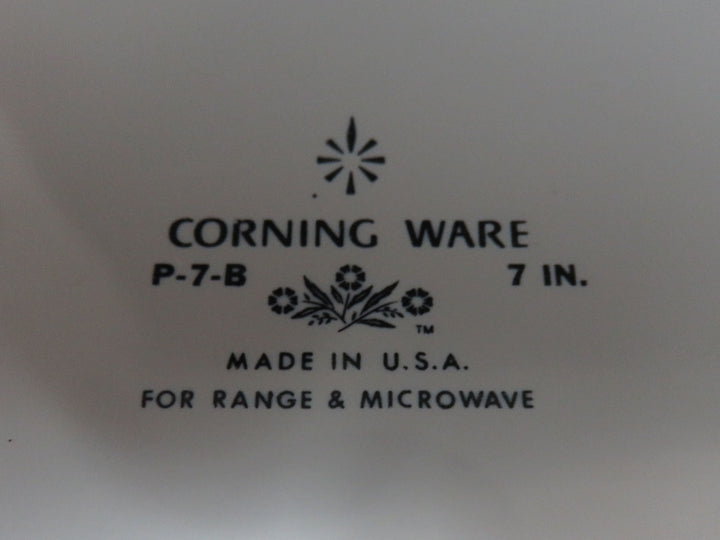 CORNING WARE
P-7-B 7 IN.
TM
MADE IN U.S.A.
FOR RANGE & MICROWAVE